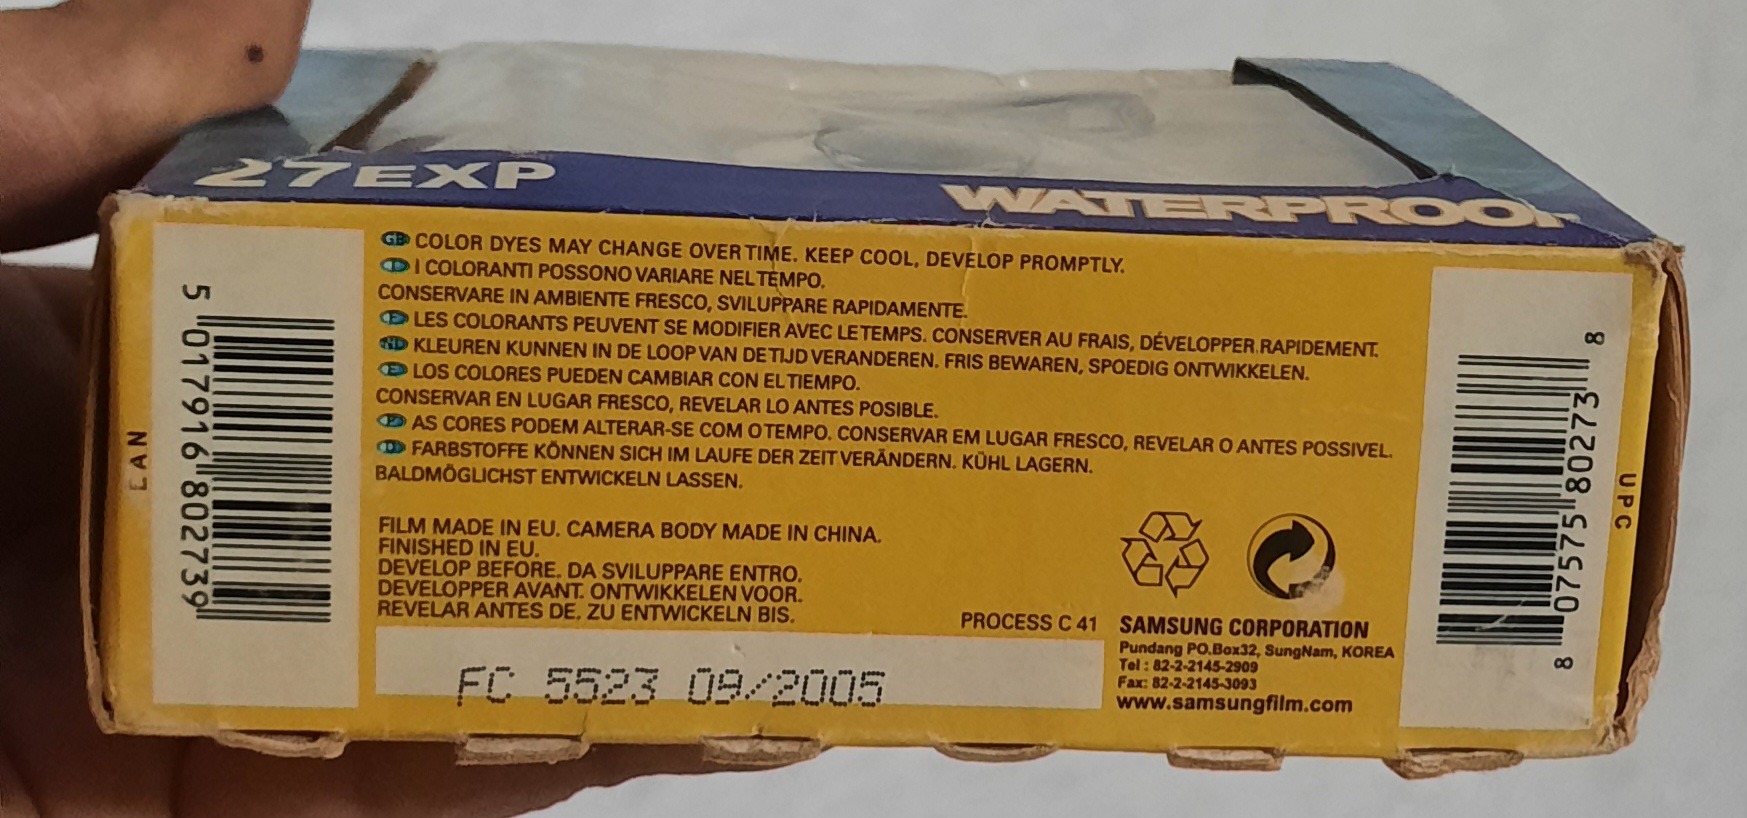 27EXP
WATERPROOF
GB COLOR DYES MAY CHANGE OVER TIME. KEEP COOL, DEVELOP PROMPTLY.
I I COLORANTI POSSONO VARIARE NEL TEMPO.
CONSERVARE IN AMBIENTE FRESCO, SVILUPPARE RAPIDAMENTE.
F LES COLORANTS PEUVENT SE MODIFIER AVEC LE TEMPS. CONSERVER AU FRAIS, DÉVELOPPER RAPIDEMENT.
KLEUREN KUNNEN IN DE LOOP VAN DE TIJD VERANDEREN. FRIS BEWAREN, SPOEDIG ONTWIKKELEN.
LOS COLORES PUEDEN CAMBIAR CON EL TIEMPO.
CONSERVAR EN LUGAR FRESCO, REVELAR LO ANTES POSIBLE.
P AS CORES PODEM ALTERAR-SE COM O TEMPO. CONSERVAR EM LUGAR FRESCO, REVELAR O ANTES POSSIVEL.
D FARBSTOFFE KÖNNEN SICH IM LAUFE DER ZEIT VERÄNDERN. KÜHL LAGERN.
BALDMÖGLICHST ENTWICKELN LASSEN.
FILM MADE IN EU. CAMERA BODY MADE IN CHINA.
FINISHED IN EU.
DEVELOP BEFORE. DA SVILUPPARE ENTRO.
DEVELOPPER AVANT. ONTWIKKELEN VOOR.
REVELAR ANTES DE. ZU ENTWICKELN BIS.
PROCESS C 41
FC 5523 09/2005
SAMSUNG CORPORATION
Pundang PO.Box32, SungNam, KOREA
Tel : 82-2-2145-2909
Fax: 82-2-2145-3093
www.samsungfilm.com
EAN
5 017916 802739
UPC
8 07575 80273 8